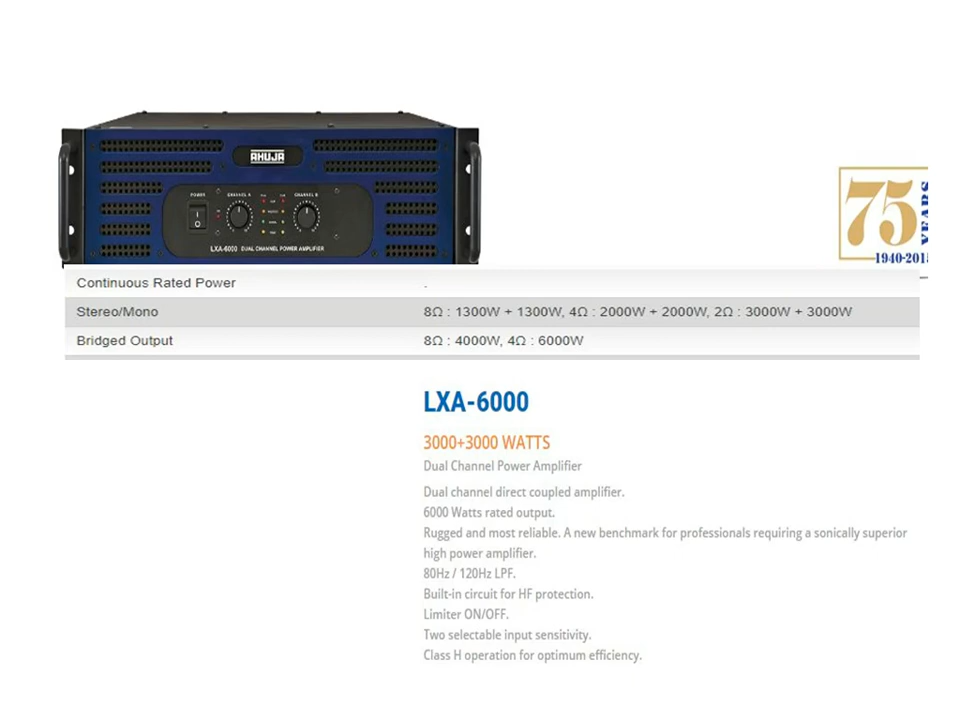 AHUJA
POWER
CHANNEL A
CHANNEL B
LXA-6000 DUAL CHANNEL POWER AMPLIFIER
75
YEARS
1940-2015
Continuous Rated Power .
Stereo/Mono 8Ω : 1300W + 1300W, 4Ω : 2000W + 2000W, 2Ω : 3000W + 3000W
Bridged Output 8Ω : 4000W, 4Ω : 6000W
LXA-6000
3000+3000 WATTS
Dual Channel Power Amplifier
Dual channel direct coupled amplifier.
6000 Watts rated output.
Rugged and most reliable. A new benchmark for professionals requiring a sonically superior
high power amplifier.
80Hz / 120Hz LPF.
Built-in circuit for HF protection.
Limiter ON/OFF.
Two selectable input sensitivity.
Class H operation for optimum efficiency.